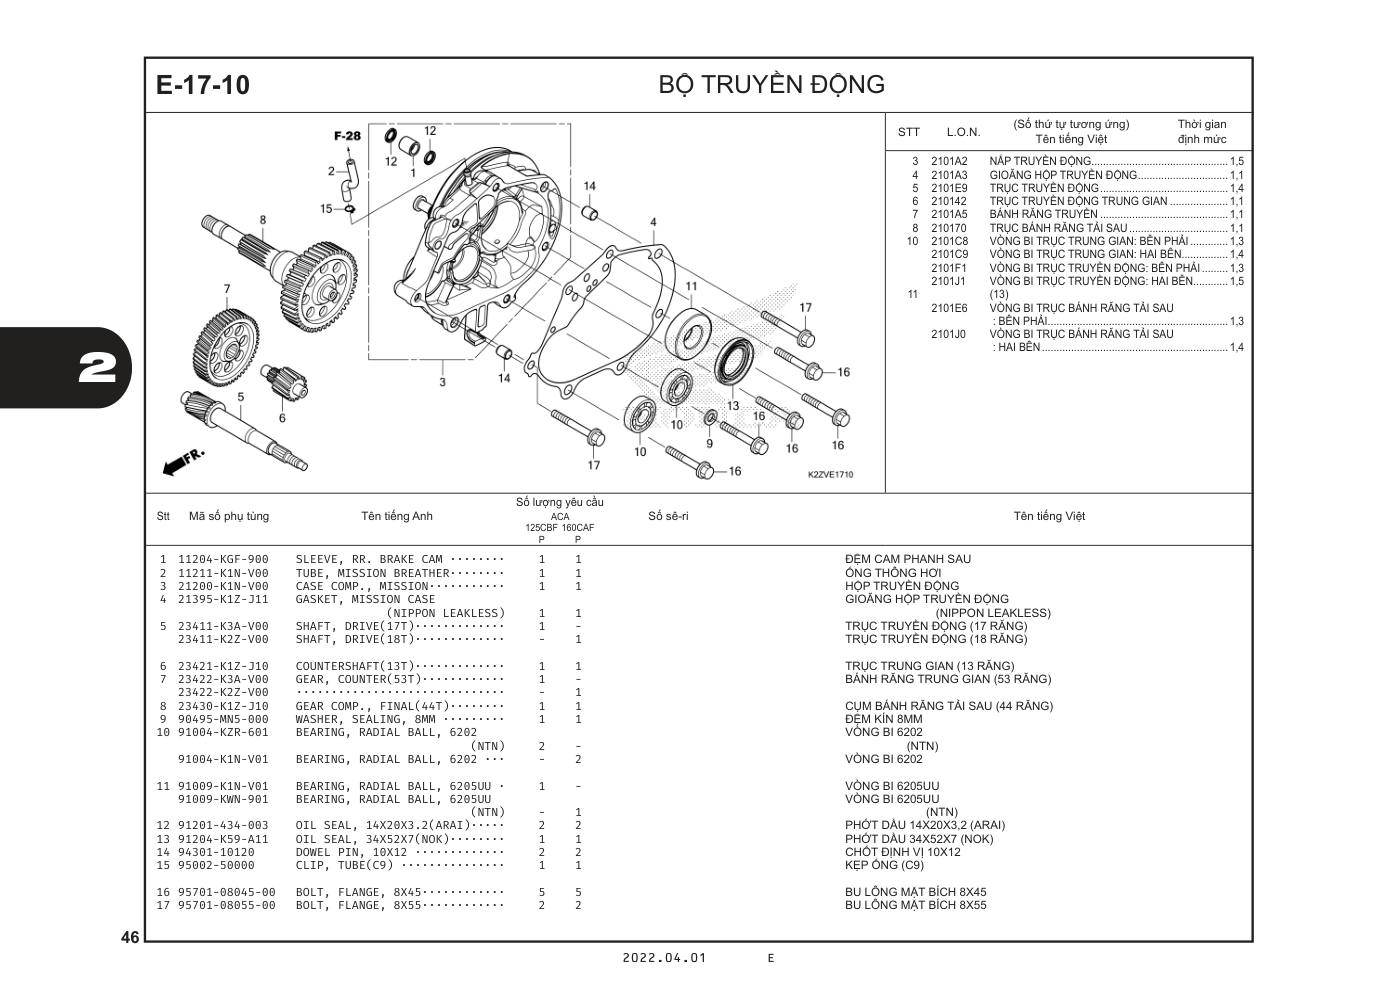 E-17-10
BỘ TRUYỀN ĐỘNG
F-28
12
12
1
2
15
14
8
4
11
7
17
16
3
14
5
6
13
10
16
16
16
9
10
17
16
FR.
K2ZVE1710
STT L.O.N. (Số thứ tự tương ứng) Tên tiếng Việt Thời gian định mức
3 2101A2 NẮP TRUYỀN ĐỘNG 1,5
4 2101A3 GIOĂNG HỘP TRUYỀN ĐỘNG 1,1
5 2101E9 TRỤC TRUYỀN ĐỘNG 1,4
6 210142 TRỤC TRUYỀN ĐỘNG TRUNG GIAN 1,1
7 2101A5 BÁNH RĂNG TRUYỀN 1,1
8 210170 TRỤC BÁNH RĂNG TẢI SAU 1,1
10 2101C8 VÒNG BI TRỤC TRUNG GIAN: BÊN PHẢI 1,3
2101C9 VÒNG BI TRỤC TRUNG GIAN: HAI BÊN 1,4
2101F1 VÒNG BI TRỤC TRUYỀN ĐỘNG: BÊN PHẢI 1,3
2101J1 VÒNG BI TRỤC TRUYỀN ĐỘNG: HAI BÊN 1,5
11 (13)
2101E6 VÒNG BI TRỤC BÁNH RĂNG TẢI SAU
: BÊN PHẢI 1,3
2101J0 VÒNG BI TRỤC BÁNH RĂNG TẢI SAU
: HAI BÊN 1,4
2
Số lượng yêu cầu
Stt Mã số phụ tùng Tên tiếng Anh ACA Số sê-ri Tên tiếng Việt
125CBF 160CAF
P P
1 11204-KGF-900 SLEEVE, RR. BRAKE CAM 1 1 ĐỆM CAM PHANH SAU
2 11211-K1N-V00 TUBE, MISSION BREATHER 1 1 ỐNG THÔNG HƠI
3 21200-K1N-V00 CASE COMP., MISSION 1 1 HỘP TRUYỀN ĐỘNG
4 21395-K1Z-J11 GASKET, MISSION CASE GIOĂNG HỘP TRUYỀN ĐỘNG
(NIPPON LEAKLESS) 1 1 (NIPPON LEAKLESS)
5 23411-K3A-V00 SHAFT, DRIVE(17T) 1 - TRỤC TRUYỀN ĐỘNG (17 RĂNG)
23411-K2Z-V00 SHAFT, DRIVE(18T) - 1 TRỤC TRUYỀN ĐỘNG (18 RĂNG)
6 23421-K1Z-J10 COUNTERSHAFT(13T) 1 1 TRỤC TRUNG GIAN (13 RĂNG)
7 23422-K3A-V00 GEAR, COUNTER(53T) 1 - BÁNH RĂNG TRUNG GIAN (53 RĂNG)
23422-K2Z-V00 - 1
8 23430-K1Z-J10 GEAR COMP., FINAL(44T) 1 1 CỤM BÁNH RĂNG TẢI SAU (44 RĂNG)
9 90495-MN5-000 WASHER, SEALING, 8MM 1 1 ĐỆM KÍN 8MM
10 91004-KZR-601 BEARING, RADIAL BALL, 6202 VÒNG BI 6202
(NTN) 2 - (NTN)
91004-K1N-V01 BEARING, RADIAL BALL, 6202 - 2 VÒNG BI 6202
11 91009-K1N-V01 BEARING, RADIAL BALL, 6205UU 1 - VÒNG BI 6205UU
91009-KWN-901 BEARING, RADIAL BALL, 6205UU VÒNG BI 6205UU
(NTN) - 1 (NTN)
12 91201-434-003 OIL SEAL, 14X20X3.2(ARAI) 2 2 PHỚT DẦU 14X20X3,2 (ARAI)
13 91204-K59-A11 OIL SEAL, 34X52X7(NOK) 1 1 PHỚT DẦU 34X52X7 (NOK)
14 94301-10120 DOWEL PIN, 10X12 2 2 CHỐT ĐỊNH VỊ 10X12
15 95002-50000 CLIP, TUBE(C9) 1 1 KẸP ỐNG (C9)
16 95701-08045-00 BOLT, FLANGE, 8X45 5 5 BU LÔNG MẶT BÍCH 8X45
17 95701-08055-00 BOLT, FLANGE, 8X55 2 2 BU LÔNG MẶT BÍCH 8X55
46
2022.04.01 E